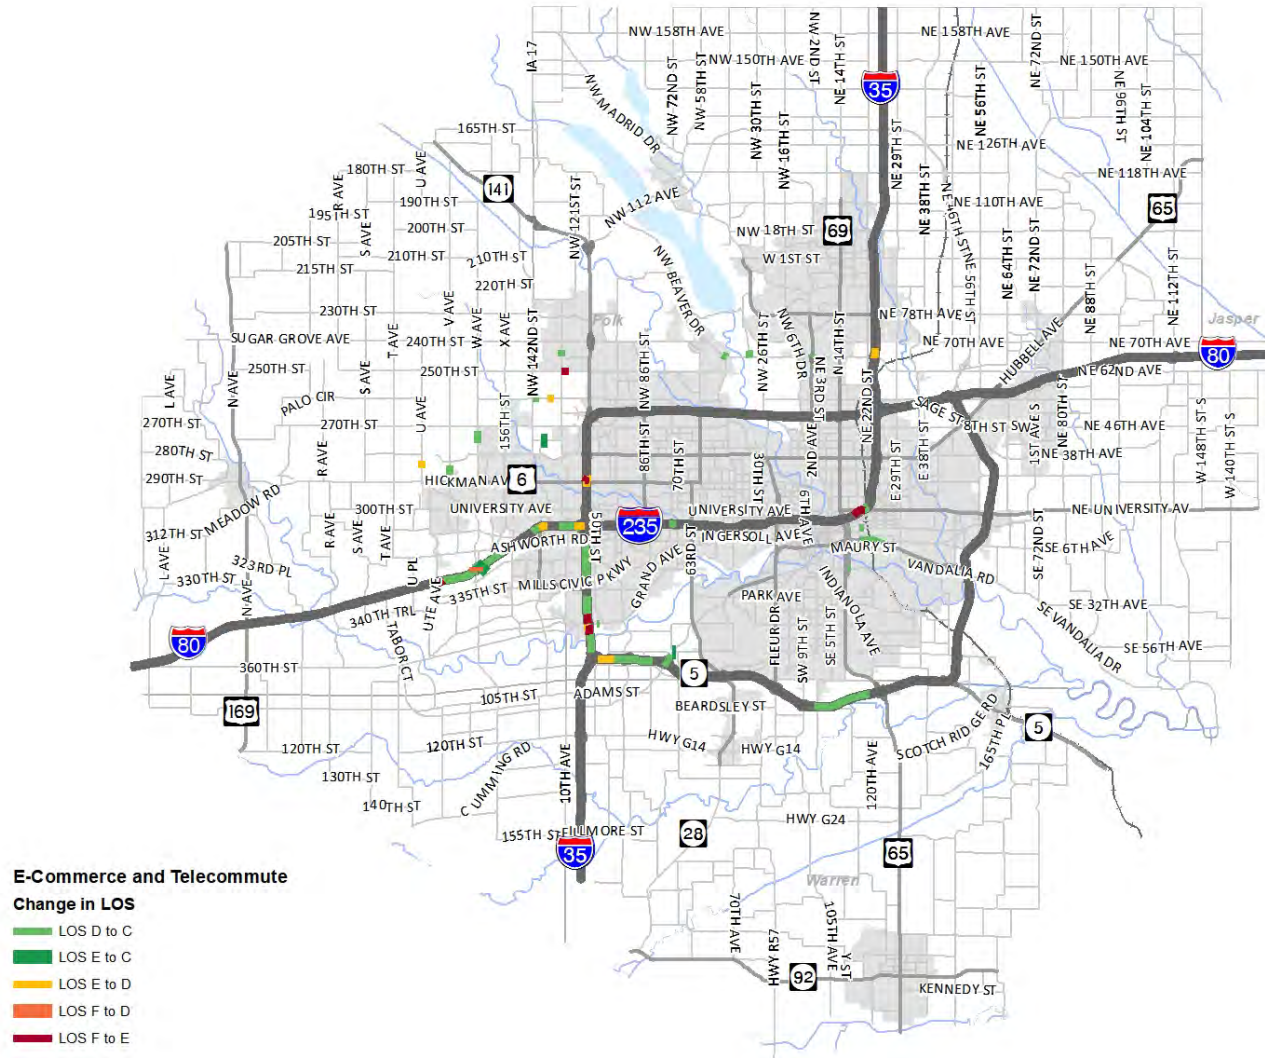 NW 158TH AVE
NE 158TH AVE
NW 2ND ST
NE 72ND ST
IA 17
NW 150TH AVE
NE 14TH ST
NE 150TH AVE
NW 72ND ST
NW 58TH ST
35
NE 56TH ST
NE 96TH ST
NE 104TH ST
NW MADRID DR
NW 30TH ST
NW 16TH ST
165TH ST
NE 29TH ST
NE 126TH AVE
180TH ST
U AVE
NE 118TH AVE
R AVE
141
NE 38TH ST
190TH ST
NW 121ST ST
NW 112 AVE
NE 110TH AVE
65
195TH ST
NE 46TH ST
200TH ST
NW 18TH ST
69
S AVE
205TH ST
210TH ST
210TH ST
NW BEAVER DR
W 1ST ST
NE 56TH ST
NE 64TH ST
NE 72ND ST
215TH ST
220TH ST
NE 88TH ST
NE 112TH ST
230TH ST
V AVE
W AVE
X AVE
NW 142ND ST
Polk
NE 78TH AVE
Jasper
SUGAR GROVE AVE
T AVE
240TH ST
NW 86TH ST
NW 26TH ST
NW 6TH DR
N 14TH ST
NE 70TH AVE
HUBBELL AVE
NE 70TH AVE
80
250TH ST
S AVE
250TH ST
NE 3RD ST
NE 22ND ST
NE 62ND AVE
L AVE
N AVE
PALO CIR
U AVE
156TH ST
SAGE ST
270TH ST
270TH ST
8TH ST SW
1ST AVE S
NE 80TH ST
NE 46TH AVE
W 148TH ST S
W 140TH ST S
280TH ST
R AVE
86TH ST
70TH ST
30TH ST
2ND AVE
E 29TH ST
E 38TH ST
NE 38TH AVE
290TH ST
HICKMAN AV
6
MEADOW RD
300TH ST
UNIVERSITY AVE
50TH ST
235
UNIVERSITY AVE
6TH AVE
NE UNIVERSITY AV
312TH ST
R AVE
S AVE
T AVE
ASHWORTH RD
INGERSOLL AVE
MAURY ST
NE 72ND ST
SE 6TH AVE
L AVE
323RD PL
U PL
GRAND AVE
63RD ST
VANDALIA RD
330TH ST
N AVE
UTE AVE
335TH ST
MILLS CIVIC PKWY
INDIANOLA AVE
PARK AVE
340TH TRL
SE 32TH AVE
FLEUR DR
SW 9TH ST
SE 5TH ST
SE VANDALIA DR
80
TABOR CT
SE 56TH AVE
360TH ST
5
169
105TH ST
ADAMS ST
BEARDSLEY ST
SCOTCH RIDGE RD
165TH PL
5
120TH ST
120TH ST
HWY G14
HWY G14
130TH ST
CUMMING RD
10TH AVE
120TH AVE
140TH ST
HWY G24
155TH ST
FILLMORE ST
28
35
65
Warren
70TH AVE
HWY R57
105TH AVE
Y ST
92
KENNEDY ST
E-Commerce and Telecommute
Change in LOS
LOS D to C
LOS E to C
LOS E to D
LOS F to D
LOS F to E